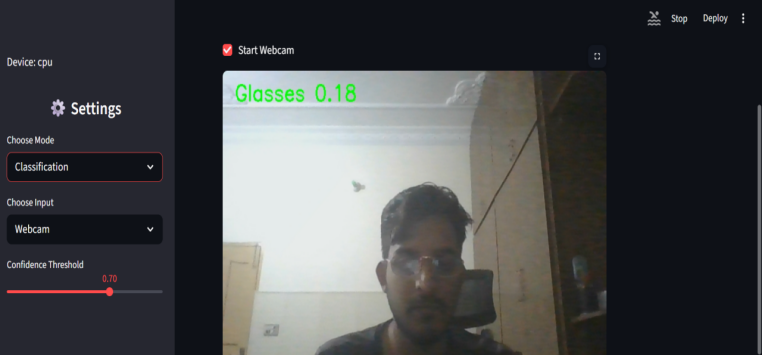 Stop Deploy
Device: cpu
Settings
Choose Mode
Classification
Choose Input
Webcam
Confidence Threshold
0.70
Start Webcam
Glasses 0.18